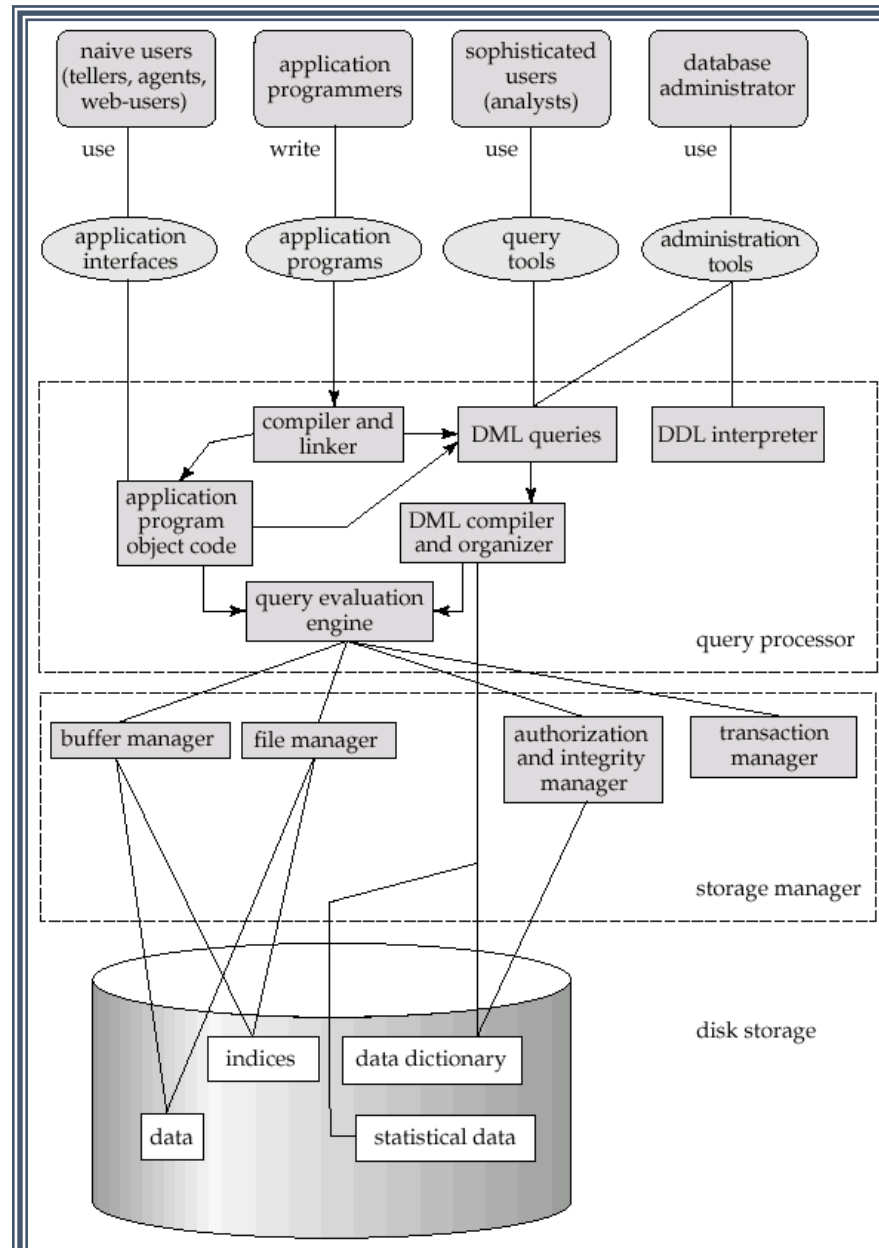 naive users
(tellers, agents,
web-users)
application
programmers
sophisticated
users
(analysts)
database
administrator
use
write
use
use
application
interfaces
application
programs
query
tools
administration
tools
compiler and
linker
DML queries
DDL interpreter
application
program
object code
DML compiler
and organizer
query evaluation
engine
query processor
buffer manager
file manager
authorization
and integrity
manager
transaction
manager
storage manager
disk storage
indices
data dictionary
data
statistical data